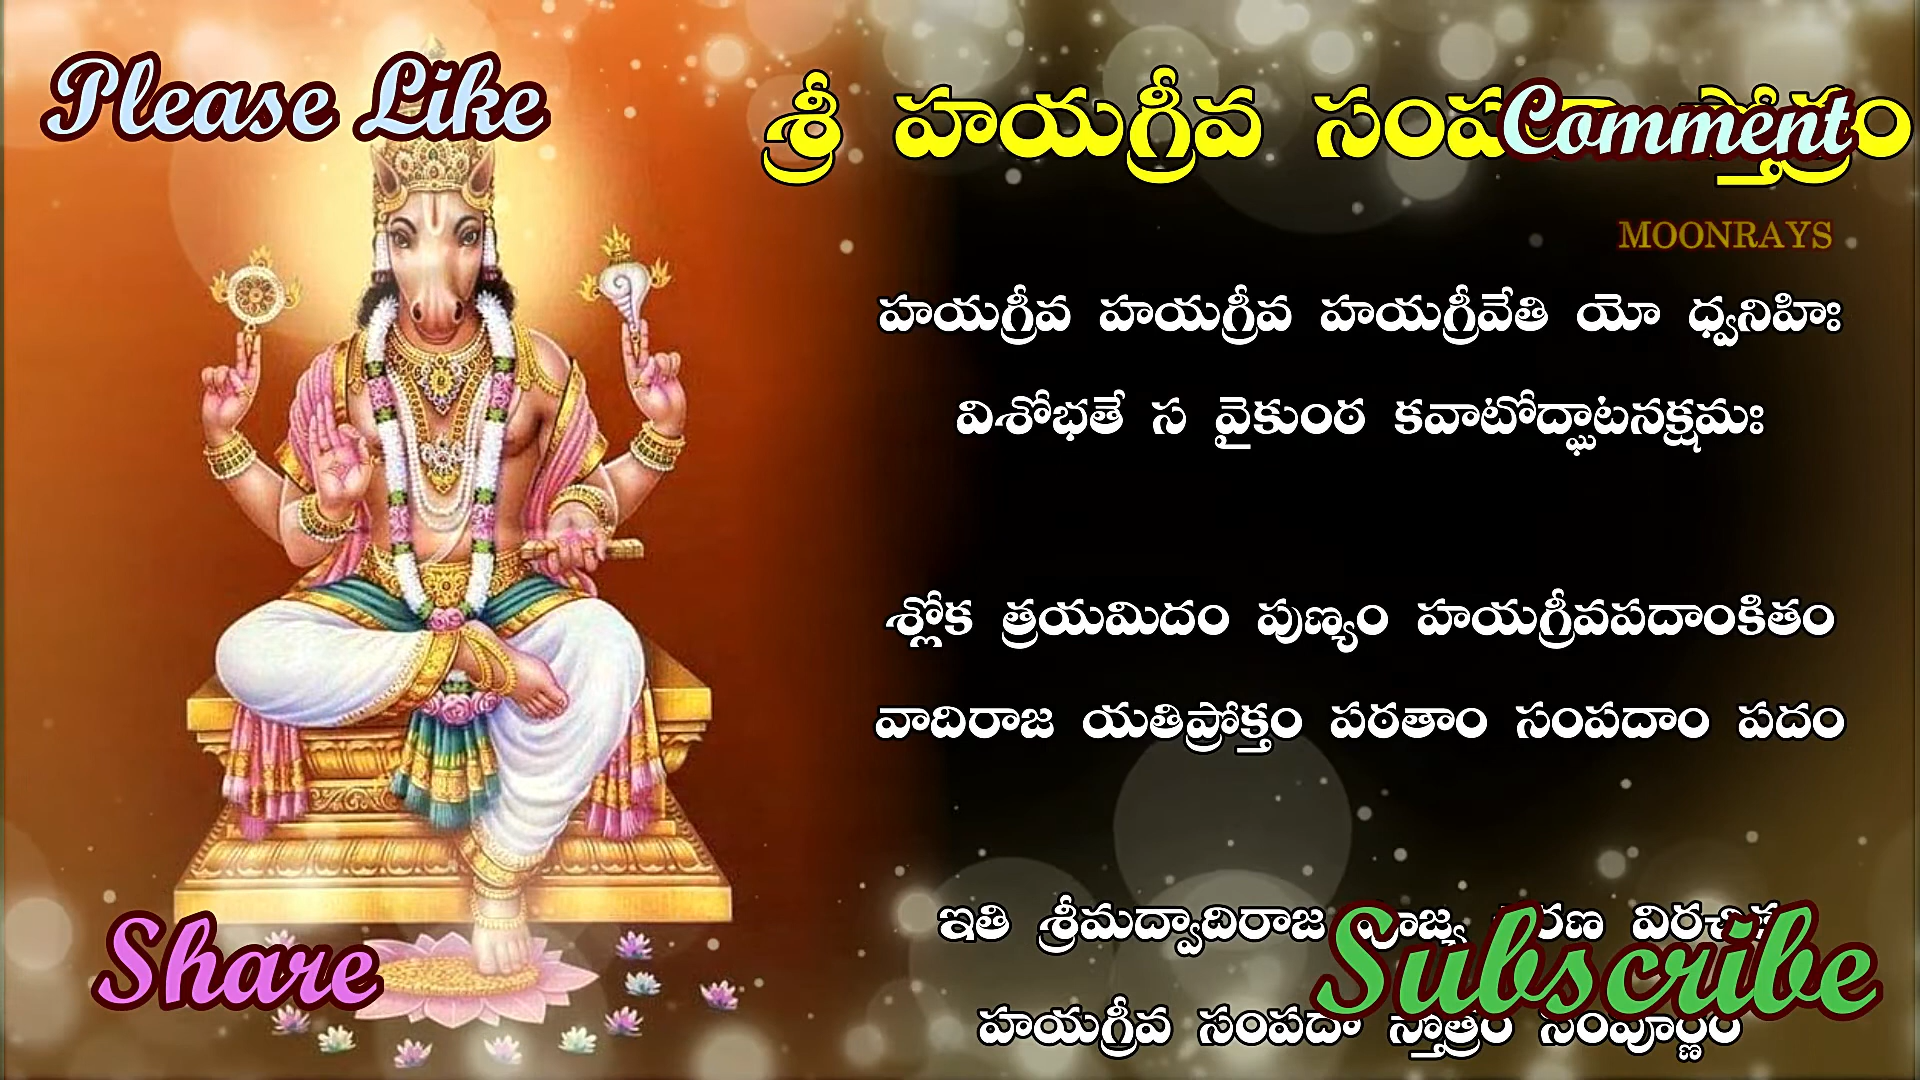 Please Like
శ్రీ హయగ్రీవ
Comment
MOONRAYS
హయగ్రీవ హయగ్రీవ హయగ్రీవేతి యో ధ్వనిహిః
విశోభతే స వైకుంఠ కవాటోద్ఘాటనక్షమః
శ్లోక త్రయమిదం పుణ్యం హయగ్రీవపదాంకితం
వాదిరాజ యతిప్రోక్తం పఠతాం సంపదాం పదం
ఇతి శ్రీమద్వాదిరాజ పూజ్య
Share
Subscribe
హయగ్రీవ సంపదా స్తోత్రం సంపూర్ణం